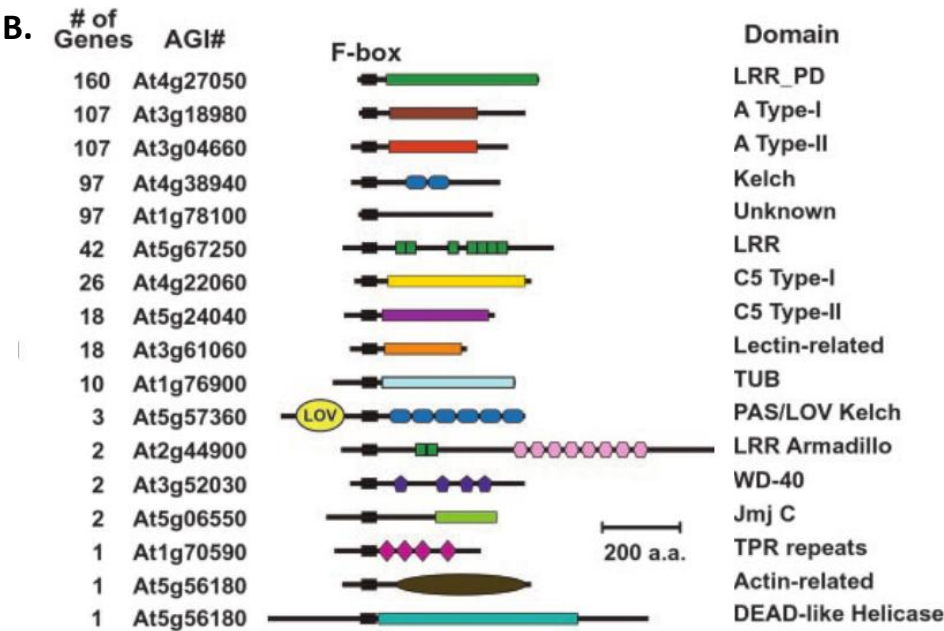 B.
# of
Genes AGI# F-box Domain
160 At4g27050 LRR_PD
107 At3g18980 A Type-I
107 At3g04660 A Type-II
97 At4g38940 Kelch
97 At1g78100 Unknown
42 At5g67250 LRR
26 At4g22060 C5 Type-I
18 At5g24040 C5 Type-II
18 At3g61060 Lectin-related
10 At1g76900 TUB
3 At5g57360 LOV PAS/LOV Kelch
2 At2g44900 LRR Armadillo
2 At3g52030 WD-40
2 At5g06550 Jmj C
200 a.a.
1 At1g70590 TPR repeats
1 At5g56180 Actin-related
1 At5g56180 DEAD-like Helicase